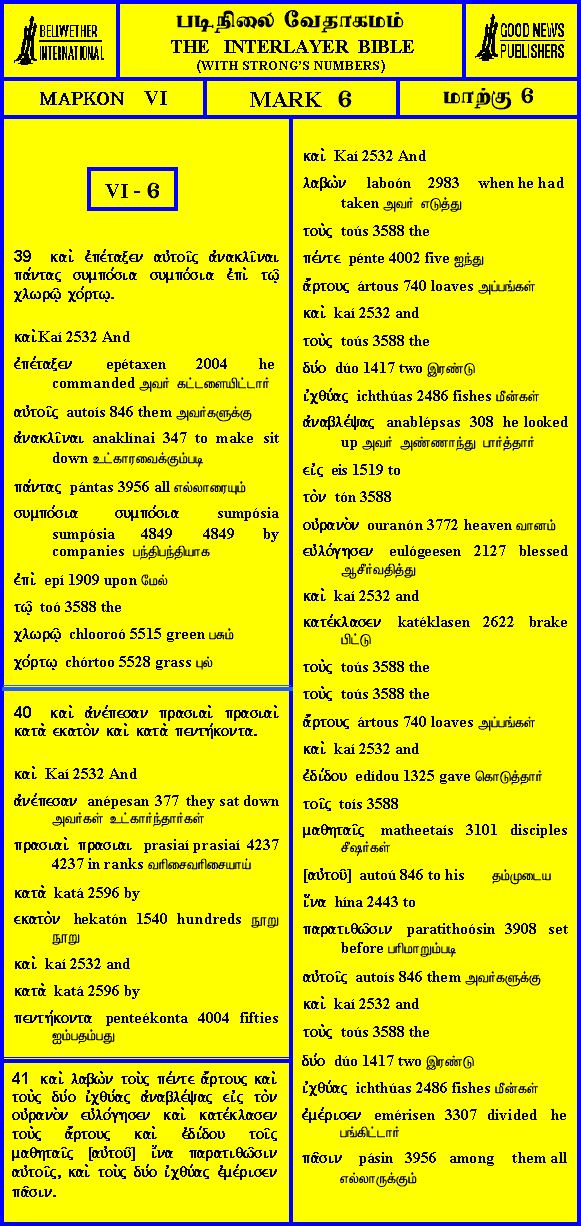 BELLWETHER
INTERNATIONAL
படிநிலை வேதாகமம்
THE INTERLAYER BIBLE
(WITH STRONG'S NUMBERS)
GOOD NEWS
PUBLISHERS
ΜΑΡΚΟΝ VI
MARK 6
மாற்கு 6
VI - 6
39 καὶ ἐπέταξεν αὐτοῖς ἀνακλῖναι
πάντας συμπόσια συμπόσια ἐπὶ τῷ
χλωρῷ χόρτῳ.
καὶ Kaí 2532 And
ἐπέταξεν epétaxen 2004 he
commanded அவர் கட்டளையிட்டார்
αὐτοῖς autoís 846 them அவர்களுக்கு
ἀνακλῖναι anaklínai 347 to make sit
down உட்காரவைக்கும்படி
πάντας pántas 3956 all எல்லாரையும்
συμπόσια συμπόσια sumpósia
sumpósia 4849 4849 by
companies பந்திபந்தியாக
ἐπὶ epí 1909 upon மேல்
τῷ toó 3588 the
χλωρῷ chlooroó 5515 green பசும்
χόρτῳ chórtoo 5528 grass புல்
40 καὶ ἀνέπεσαν πρασιαὶ πρασιαὶ
κατὰ εκατὸν καὶ κατὰ πεντήκοντα.
καὶ Kaí 2532 And
ἀνέπεσαν anépesan 377 they sat down
அவர்கள் உட்கார்ந்தார்கள்
πρασιαὶ πρασιαι prasiaí prasiaí 4237
4237 in ranks வரிசைவரிசையாய்
κατὰ katá 2596 by
εκατὸν hekatón 1540 hundreds நூறு
நூறு
καὶ kaí 2532 and
κατὰ katá 2596 by
πεντήκοντα penteékonta 4004 fifties
ஐம்பதம்பது
41 καὶ λαβὼν τοὺς πέντε ἄρτους καὶ
τοὺς δύο ἰχθύας ἀναβλέψας εἰς τὸν
οὐρανὸν εὐλόγησεν καὶ κατέκλασεν
τοὺς ἄρτους καὶ ἐδίδου τοῖς
μαθηταῖς [αὐτοῦ] ἵνα παρατιθῶσιν
αὐτοῖς, καὶ τοὺς δύο ἰχθύας ἐμέρισεν
πᾶσιν.
καὶ Kaí 2532 And
λαβὼν laboón 2983 when he had
taken அவர் எடுத்து
τοὺς toús 3588 the
πέντε pénte 4002 five ஐந்து
ἄρτους ártous 740 loaves அப்பங்கள்
καὶ kaí 2532 and
τοὺς toús 3588 the
δύο dúo 1417 two இரண்டு
ἰχθύας ichthúas 2486 fishes மீன்கள்
ἀναβλέψας anablépsas 308 he looked
up அவர் அண்ணாந்து பார்த்தார்
εἰς eis 1519 to
τὸν tón 3588
οὐρανὸν ouranón 3772 heaven வானம்
εὐλόγησεν eulógeesen 2127 blessed
ஆசீர்வதித்து
καὶ kaí 2532 and
κατέκλασεν katéklasen 2622 brake
பிட்டு
τοὺς toús 3588 the
τοὺς toús 3588 the
ἄρτους ártous 740 loaves அப்பங்கள்
καὶ kaí 2532 and
ἐδίδου edídou 1325 gave கொடுத்தார்
τοῖς toís 3588
μαθηταῖς matheetaís 3101 disciples
சீஷர்கள்
[αὐτοῦ] autoú 846 to his தம்முடைய
ἵνα hína 2443 to
παρατιθῶσιν paratithoósin 3908 set
before பரிமாறும்படி
αὐτοῖς autoís 846 them அவர்களுக்கு
καὶ kaí 2532 and
τοὺς toús 3588 the
δύο dúo 1417 two இரண்டு
ἰχθύας ichthúas 2486 fishes மீன்கள்
ἐμέρισεν emérisen 3307 divided he
பங்கிட்டார்
πᾶσιν pásin 3956 among them all
எல்லாருக்கும்